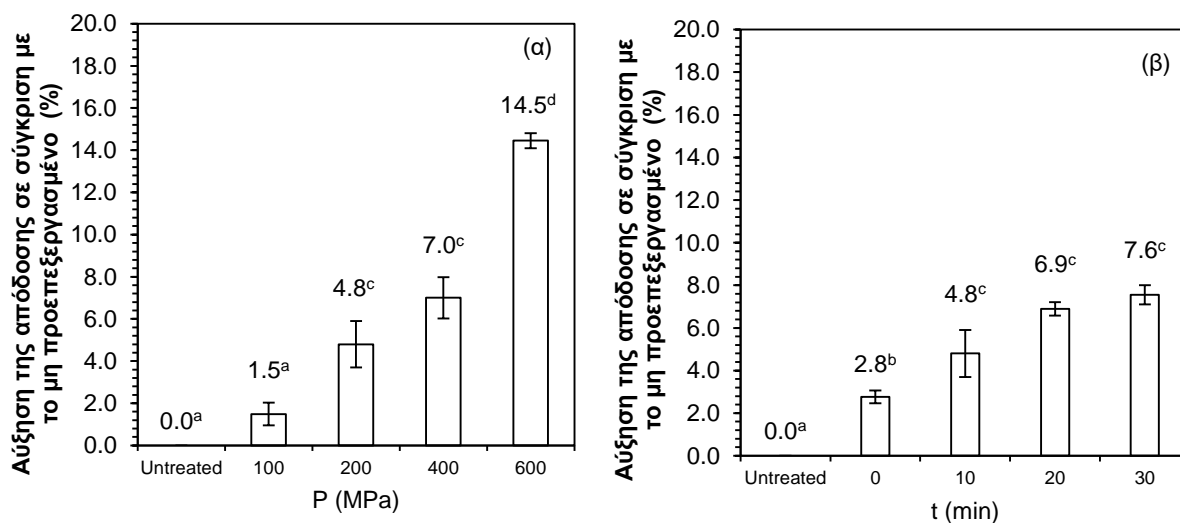 Αύξηση της απόδοσης σε σύγκριση με
το μη προεπεξεργασμένο (%)
20.0
18.0
16.0
14.0
12.0
10.0
8.0
6.0
4.0
2.0
0.0
(α)
0.0ᵃ
1.5ᵃ
4.8ᶜ
7.0ᶜ
14.5ᵈ
Untreated 100 200 400 600
P (MPa)
Αύξηση της απόδοσης σε σύγκριση με
το μη προεπεξεργασμένο (%)
20.0
18.0
16.0
14.0
12.0
10.0
8.0
6.0
4.0
2.0
0.0
(β)
0.0ᵃ
2.8ᵇ
4.8ᶜ
6.9ᶜ
7.6ᶜ
Untreated 0 10 20 30
t (min)